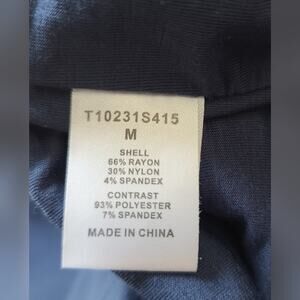 T10231S415
M
SHELL
66% RAYON
30% NYLON
4% SPANDEX
CONTRAST
93% POLYESTER
7% SPANDEX
MADE IN CHINA